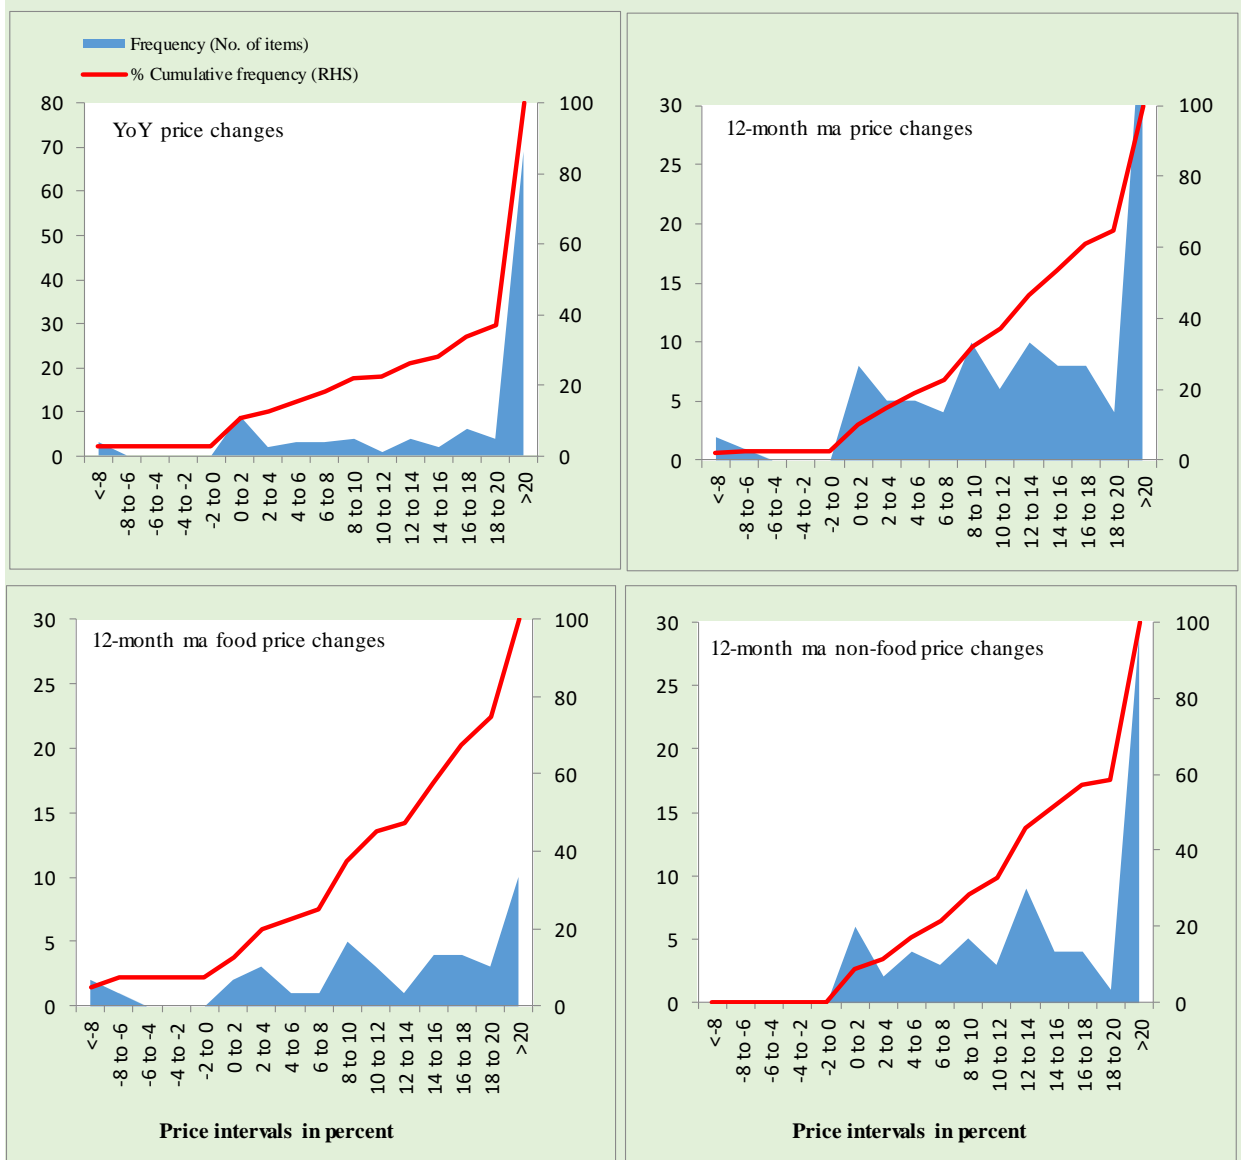 Frequency (No. of items)
% Cumulative frequency (RHS)
YoY price changes
80
70
60
50
40
30
20
10
0
100
80
60
40
20
0
<-8
-8 to -6
-6 to -4
-4 to -2
-2 to 0
0 to 2
2 to 4
4 to 6
6 to 8
8 to 10
10 to 12
12 to 14
14 to 16
16 to 18
18 to 20
>20
12-month ma price changes
30
25
20
15
10
5
0
100
80
60
40
20
0
<-8
-8 to -6
-6 to -4
-4 to -2
-2 to 0
0 to 2
2 to 4
4 to 6
6 to 8
8 to 10
10 to 12
12 to 14
14 to 16
16 to 18
18 to 20
>20
12-month ma food price changes
30
25
20
15
10
5
0
100
80
60
40
20
0
<-8
-8 to -6
-6 to -4
-4 to -2
-2 to 0
0 to 2
2 to 4
4 to 6
6 to 8
8 to 10
10 to 12
12 to 14
14 to 16
16 to 18
18 to 20
>20
Price intervals in percent
12-month ma non-food price changes
30
25
20
15
10
5
0
100
80
60
40
20
0
<-8
-8 to -6
-6 to -4
-4 to -2
-2 to 0
0 to 2
2 to 4
4 to 6
6 to 8
8 to 10
10 to 12
12 to 14
14 to 16
16 to 18
18 to 20
>20
Price intervals in percent